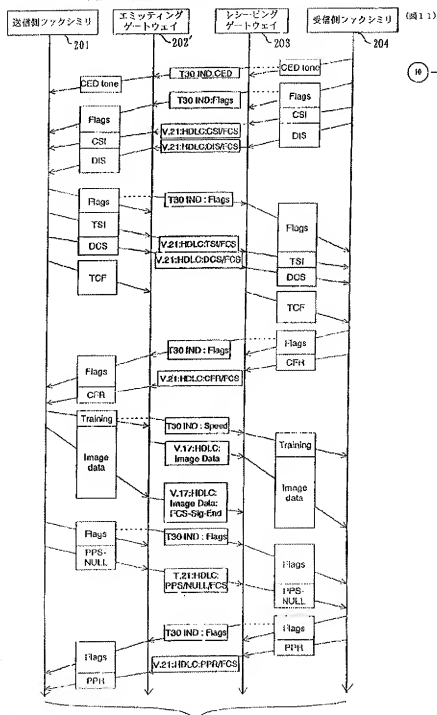 (図11)
送信側ファックシミリ
エミッティング
ゲートウェイ
レシービング
ゲートウェイ
受信側ファックシミリ
201
202
203
204
CED tone
T30 IND:CED
CED tone
T30 IND:Flags
Flags
Flags
V.21:HDLC:CSI/FCS
CSI
CSI
V.21:HDLC:DIS/FCS
DIS
DIS
Flags
T30 IND : Flags
TSI
Flags
DCS
V.21:HDLC:TSI/FCS
V.21:HDLC:DCS/FCS
TSI
DCS
TCF
TCF
T30 IND : Flags
Flags
Flags
CFR
V.21:HDLC:CFR/FCS
CFR
Training
T30 IND : Speed
Training
Image
data
V.17:HDLC:
Image Data
Image
data
V.17:HDLC:
Image Data:
FCS-Sig-End
Flags
T30 IND : Flags
Flags
PPS-
NULL
T.21:HDLC:
PPS/NULL/FCS
PPS-
NULL
T30 IND : Flags
Flags
Flags
PPR
V.21:HDLC:PPR/FCS
PPR